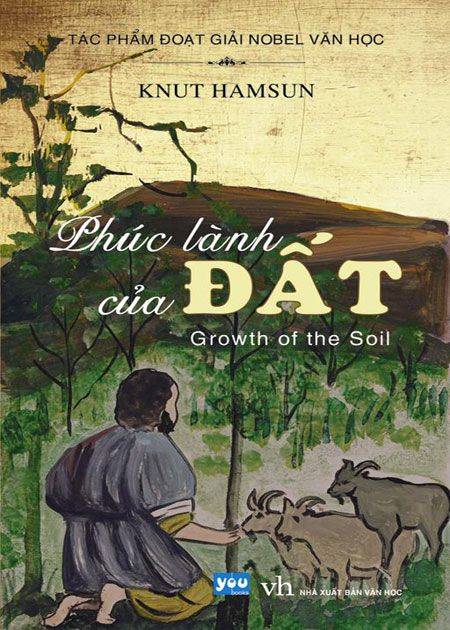 TÁC PHẨM ĐOẠT GIẢI NOBEL VĂN HỌC
KNUT HAMSUN
Phúc lành
của ĐẤT
Growth of the Soil
you
books
vh NHÀ XUẤT BẢN VĂN HỌC